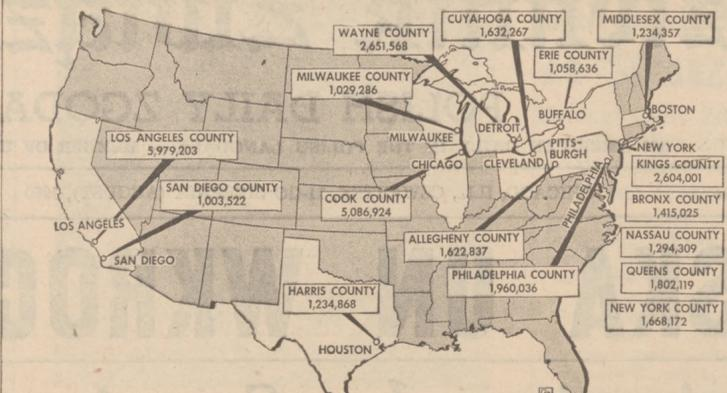 CUYAHOGA COUNTY
1,632,267
MIDDLESEX COUNTY
1,234,357
WAYNE COUNTY
2,651,568
ERIE COUNTY
1,058,636
MILWAUKEE COUNTY
1,029,286
BUFFALO
BOSTON
LOS ANGELES COUNTY
5,979,203
MILWAUKEE
DETROIT
PITTS-
BURGH
NEW YORK
CHICAGO
CLEVELAND
KINGS COUNTY
2,604,001
SAN DIEGO COUNTY
1,003,522
COOK COUNTY
5,086,924
PHILADELPHIA
BRONX COUNTY
1,415,025
LOS ANGELES
ALLEGHENY COUNTY
1,622,837
NASSAU COUNTY
1,294,309
SAN DIEGO
PHILADELPHIA COUNTY
1,960,036
QUEENS COUNTY
1,802,119
HARRIS COUNTY
1,234,868
NEW YORK COUNTY
1,668,172
HOUSTON